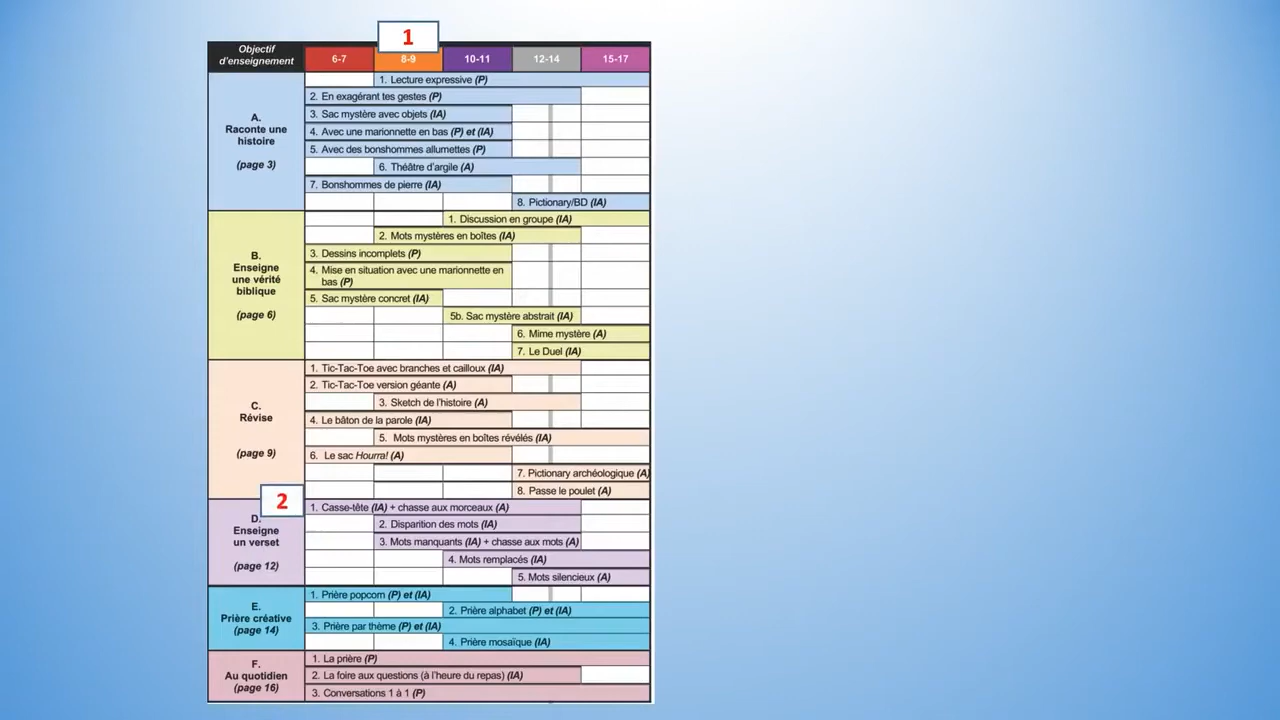 1
Objectif
d'enseignement
6-7
8-9
10-11
12-14
15-17
A.
Raconte une
histoire
(page 3)
1. Lecture expressive (P)
2. En exagérant tes gestes (P)
3. Sac mystère avec objets (IA)
4. Avec une marionnette en bas (P) et (IA)
5. Avec des bonshommes allumettes (P)
6. Théâtre d'argile (A)
7. Bonshommes de pierre (IA)
8. Pictionary/BD (IA)
B.
Enseigne
une vérité
biblique
(page 6)
1. Discussion en groupe (IA)
2. Mots mystères en boîtes (IA)
3. Dessins incomplets (P)
4. Mise en situation avec une marionnette en
bas (P)
5. Sac mystère concret (IA)
5b. Sac mystère abstrait (IA)
6. Mime mystère (A)
7. Le Duel (IA)
C.
Révise
(page 9)
1. Tic-Tac-Toe avec branches et cailloux (IA)
2. Tic-Tac-Toe version géante (A)
3. Sketch de l'histoire (A)
4. Le bâton de la parole (IA)
5. Mots mystères en boîtes révélés (IA)
6. Le sac Hourra! (A)
7. Pictionary archéologique (A)
8. Passe le poulet (A)
2
D.
Enseigne
un verset
(page 12)
1. Casse-tête (IA) + chasse aux morceaux (A)
2. Disparition des mots (IA)
3. Mots manquants (IA) + chasse aux mots (A)
4. Mots remplacés (IA)
5. Mots silencieux (A)
E.
Prière créative
(page 14)
1. Prière popcorn (P) et (IA)
2. Prière alphabet (P) et (IA)
3. Prière par thème (P) et (IA)
4. Prière mosaïque (IA)
F.
Au quotidien
(page 16)
1. La prière (P)
2. La foire aux questions (à l'heure du repas) (IA)
3. Conversations 1 à 1 (P)